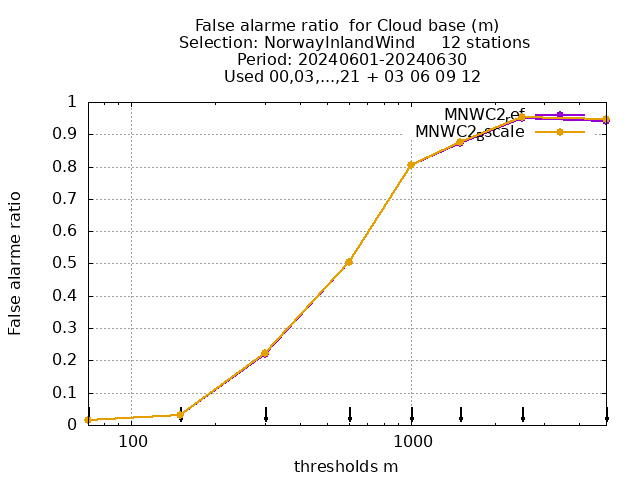 False alarme ratio for Cloud base (m)
Selection: NorwayInlandWind 12 stations
Period: 20240601-20240630
Used 00,03,...,21 + 03 06 09 12
1
0.9
0.8
0.7
0.6
0.5
0.4
0.3
0.2
0.1
0
100
1000
False alarme ratio
thresholds m